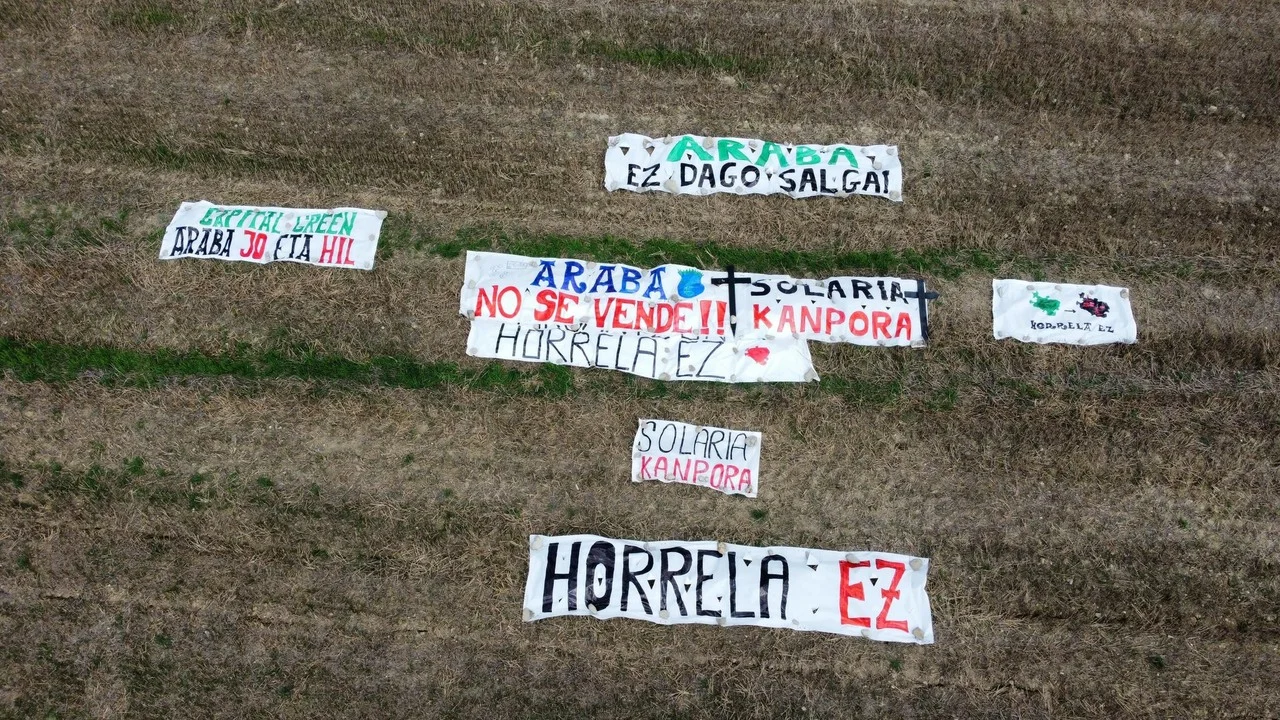 ARABA
EZ DAGO SALGAI
CAPITAL GREEN
ARABA JO ETA HIL
ARABA
NO SE VENDE!!
HORRELA EZ
SOLARIA
KANPORA
HORRELA EZ
SOLARIA
KANPORA
HORRELA EZ